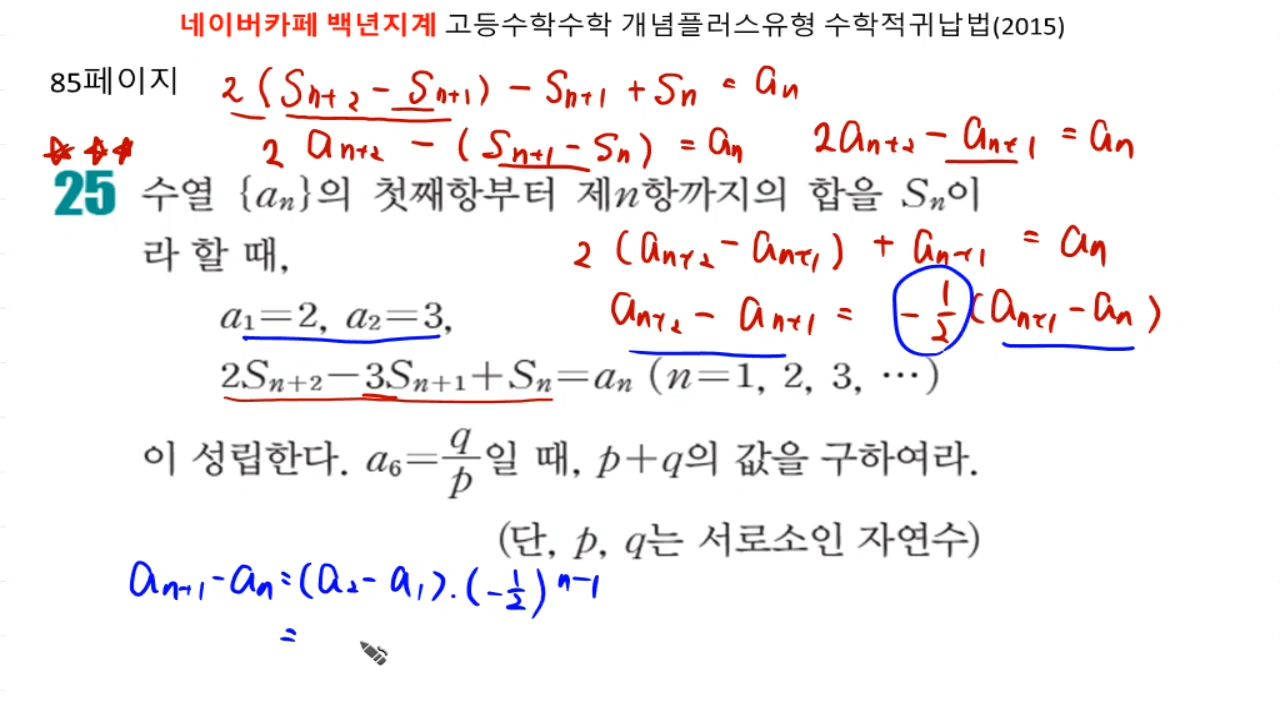 네이버카페 백년지계 고등수학수학 개념플러스유형 수학적귀납법(2015)
85페이지
2(Sₙ₊₂ - Sₙ₊₁) - Sₙ₊₁ + Sₙ = aₙ
2 aₙ₊₂ - (Sₙ₊₁ - Sₙ) = aₙ 2aₙ₊₂ - aₙ₊₁ = aₙ
25 수열 {aₙ}의 첫째항부터 제n항까지의 합을 Sₙ이
라 할 때,
2(aₙ₊₂ - aₙ₊₁) + aₙ₊₁ = aₙ
a₁=2, a₂=3,
aₙ₊₂ - aₙ₊₁ = -1/2(aₙ₊₁ - aₙ)
2Sₙ₊₂-3Sₙ₊₁+Sₙ=aₙ (n=1, 2, 3, ⋯)
이 성립한다. a₆=q/p일 때, p+q의 값을 구하여라.
(단, p, q는 서로소인 자연수)
aₙ₊₁ - aₙ = (a₂ - a₁)·(-1/2)ⁿ⁻¹
=